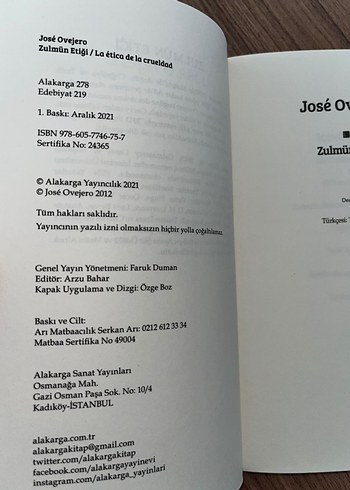 José Ovejero
Zulmün Etiği / La ética de la crueldad
Alakarga 278
Edebiyat 219
1. Baskı: Aralık 2021
ISBN 978-605-7746-75-7
Sertifika No: 24365
© Alakarga Yayıncılık 2021
© José Ovejero 2012
Tüm hakları saklıdır.
Yayıncının yazılı izni olmaksızın hiçbir yolla çoğaltılamaz.
Genel Yayın Yönetmeni: Faruk Duman
Editör: Arzu Bahar
Kapak Uygulama ve Dizgi: Özge Boz
Baskı ve Cilt:
Arı Matbaacılık Serkan Arı: 0212 612 33 34
Matbaa Sertifika No 49004
Alakarga Sanat Yayınları
Osmanağa Mah.
Gazi Osman Paşa Sok. No: 10/4
Kadıköy-İSTANBUL
alakarga.com.tr
alakargakitap@gmail.com
twitter.com/alakargakitap
facebook.com/alakargayayinevi
instagram.com/alakarga_yayinlari
José Ov
Zulmün
Türkçesi: